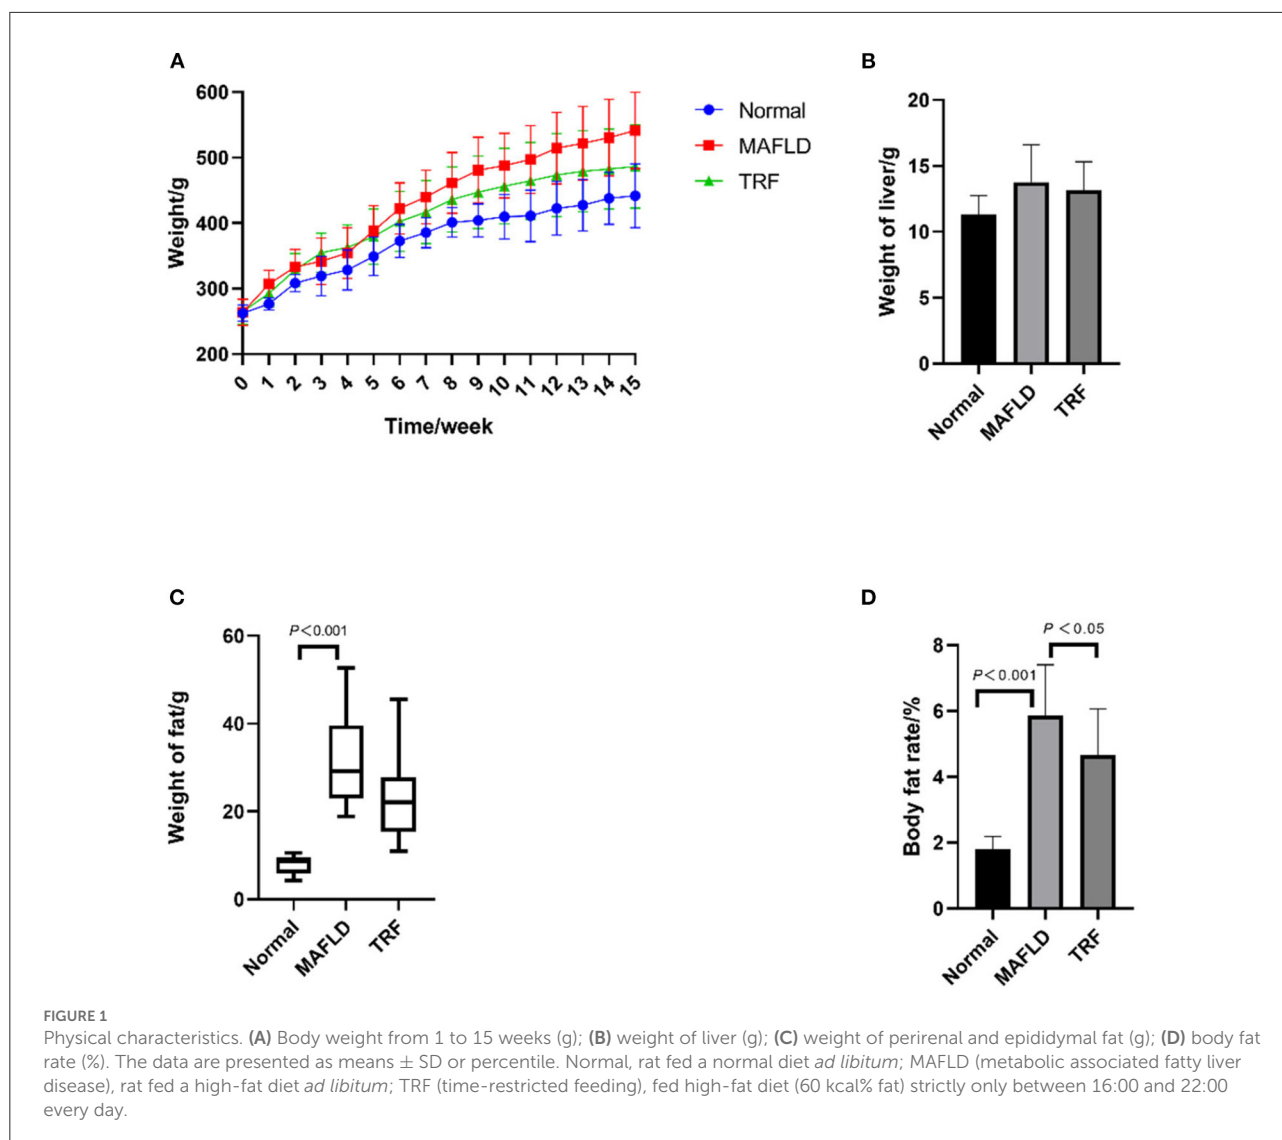 A
600
500
400
300
200
Weight/g
0 1 2 3 4 5 6 7 8 9 10 11 12 13 14 15
Time/week
Normal
MAFLD
TRF
B
20
15
10
5
0
Weight of liver/g
Normal MAFLD TRF
C
P<0.001
60
40
20
0
Weight of fat/g
Normal MAFLD TRF
D
P<0.05
P<0.001
8
6
4
2
0
Body fat rate/%
Normal MAFLD TRF
FIGURE 1
Physical characteristics. (A) Body weight from 1 to 15 weeks (g); (B) weight of liver (g); (C) weight of perirenal and epididymal fat (g); (D) body fat
rate (%). The data are presented as means ± SD or percentile. Normal, rat fed a normal diet ad libitum; MAFLD (metabolic associated fatty liver
disease), rat fed a high-fat diet ad libitum; TRF (time-restricted feeding), fed high-fat diet (60 kcal% fat) strictly only between 16:00 and 22:00
every day.